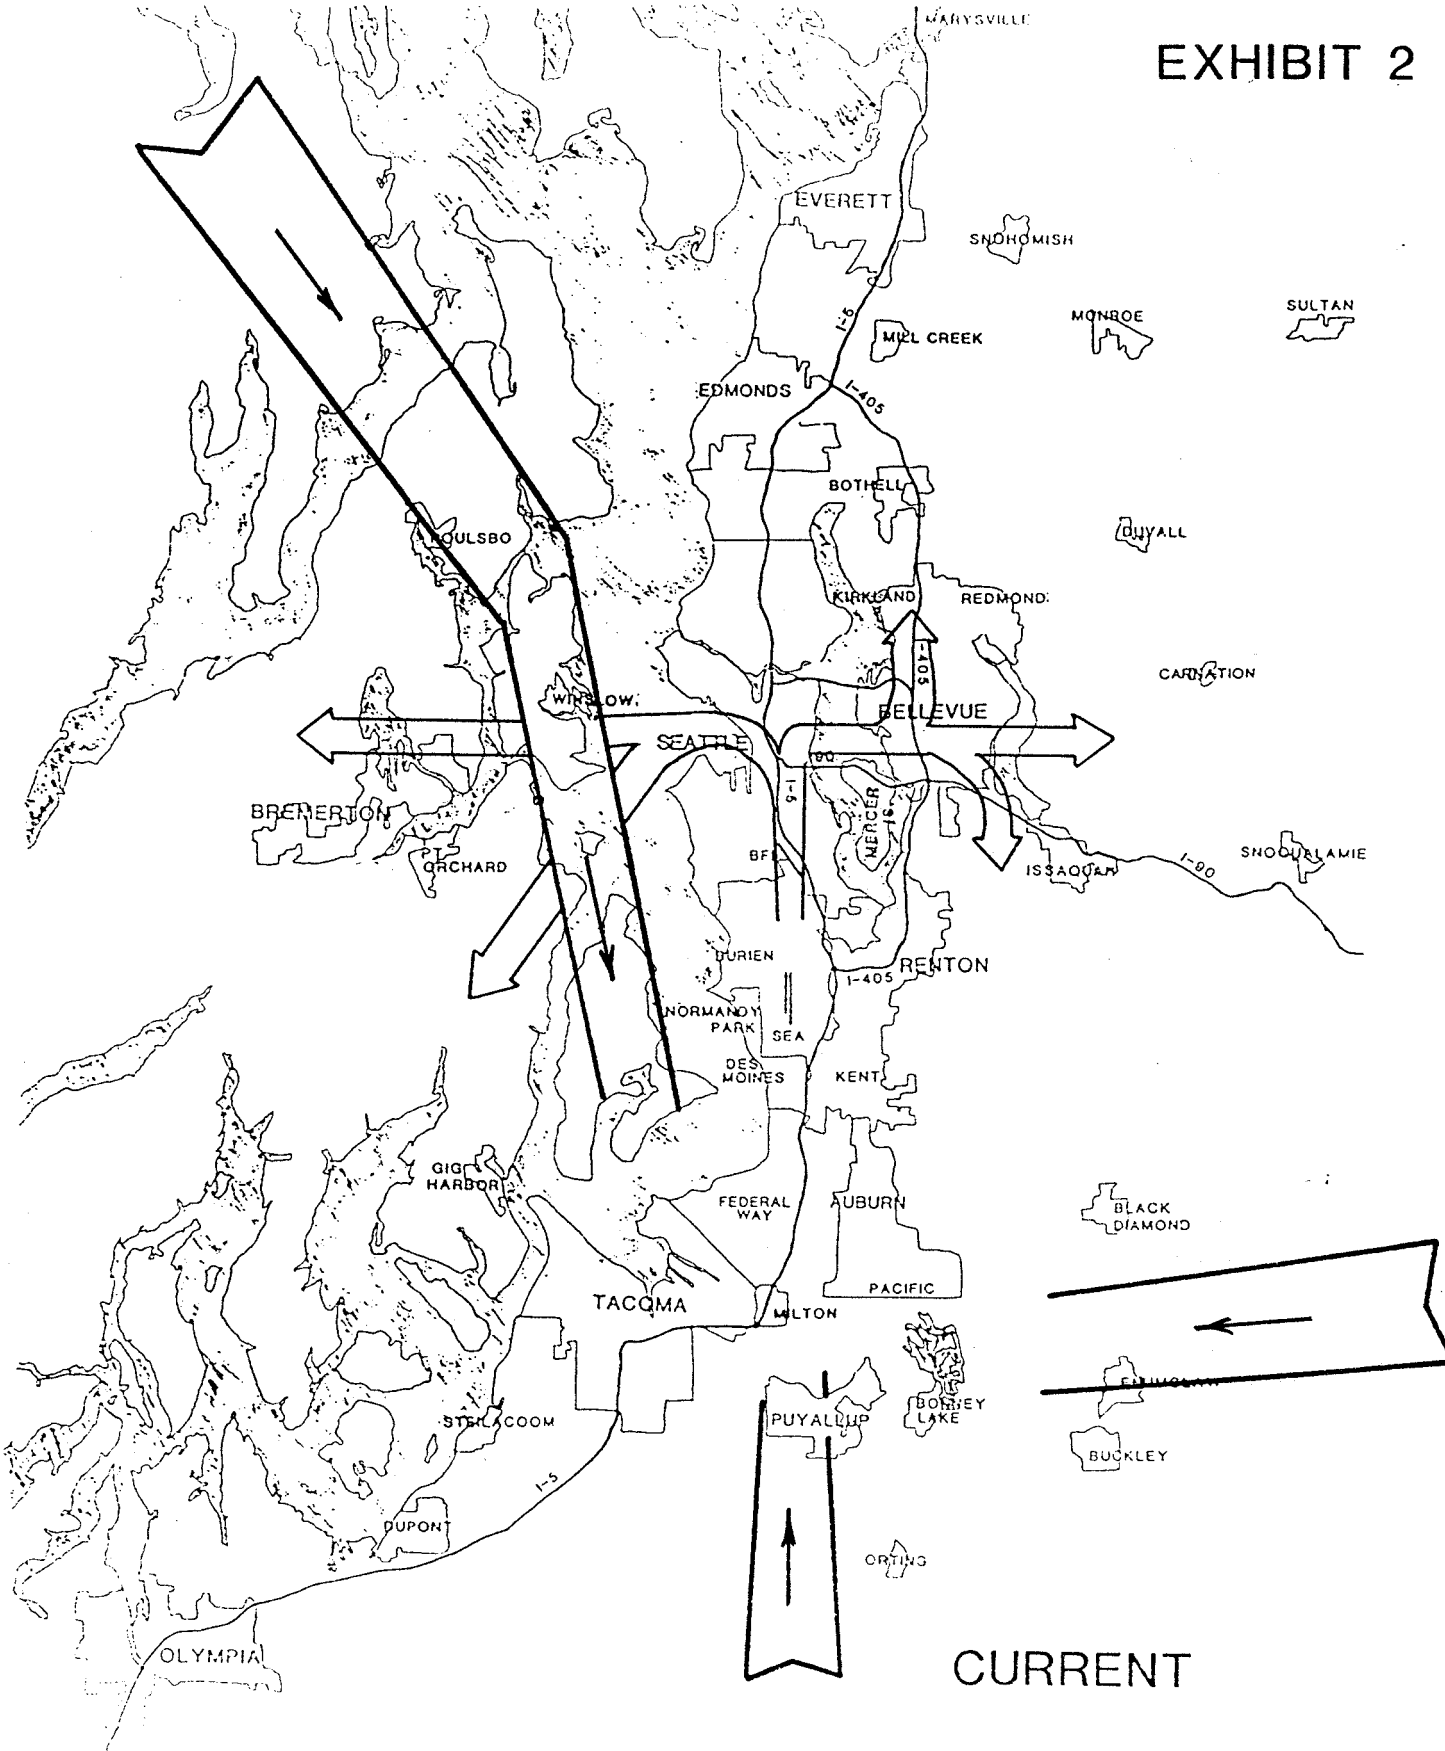 MARYSVILLE
EXHIBIT 2
EVERETT
SNOHOMISH
I-5
MILL CREEK
MONROE
SULTAN
EDMONDS
I-405
BOTHELL
DUVALL
POULSBO
KIRKLAND
REDMOND
I-405
CARNATION
WINSLOW
BELLEVUE
SEATTLE
90
I-5
BREMERTON
MERCER
IS
PT
ORCHARD
BFI
ISSAQUAH
I-90
SNOQUALAMIE
BURIEN
RENTON
I-405
NORMANDY
PARK
SEA
DES
MOINES
KENT
GIG
HARBOR
FEDERAL
WAY
AUBURN
BLACK
DIAMOND
PACIFIC
TACOMA
MILTON
ENUMCLAW
BONNEY
LAKE
PUYALLUP
STEILACOOM
BUCKLEY
I-5
DUPONT
ORTING
OLYMPIA
CURRENT